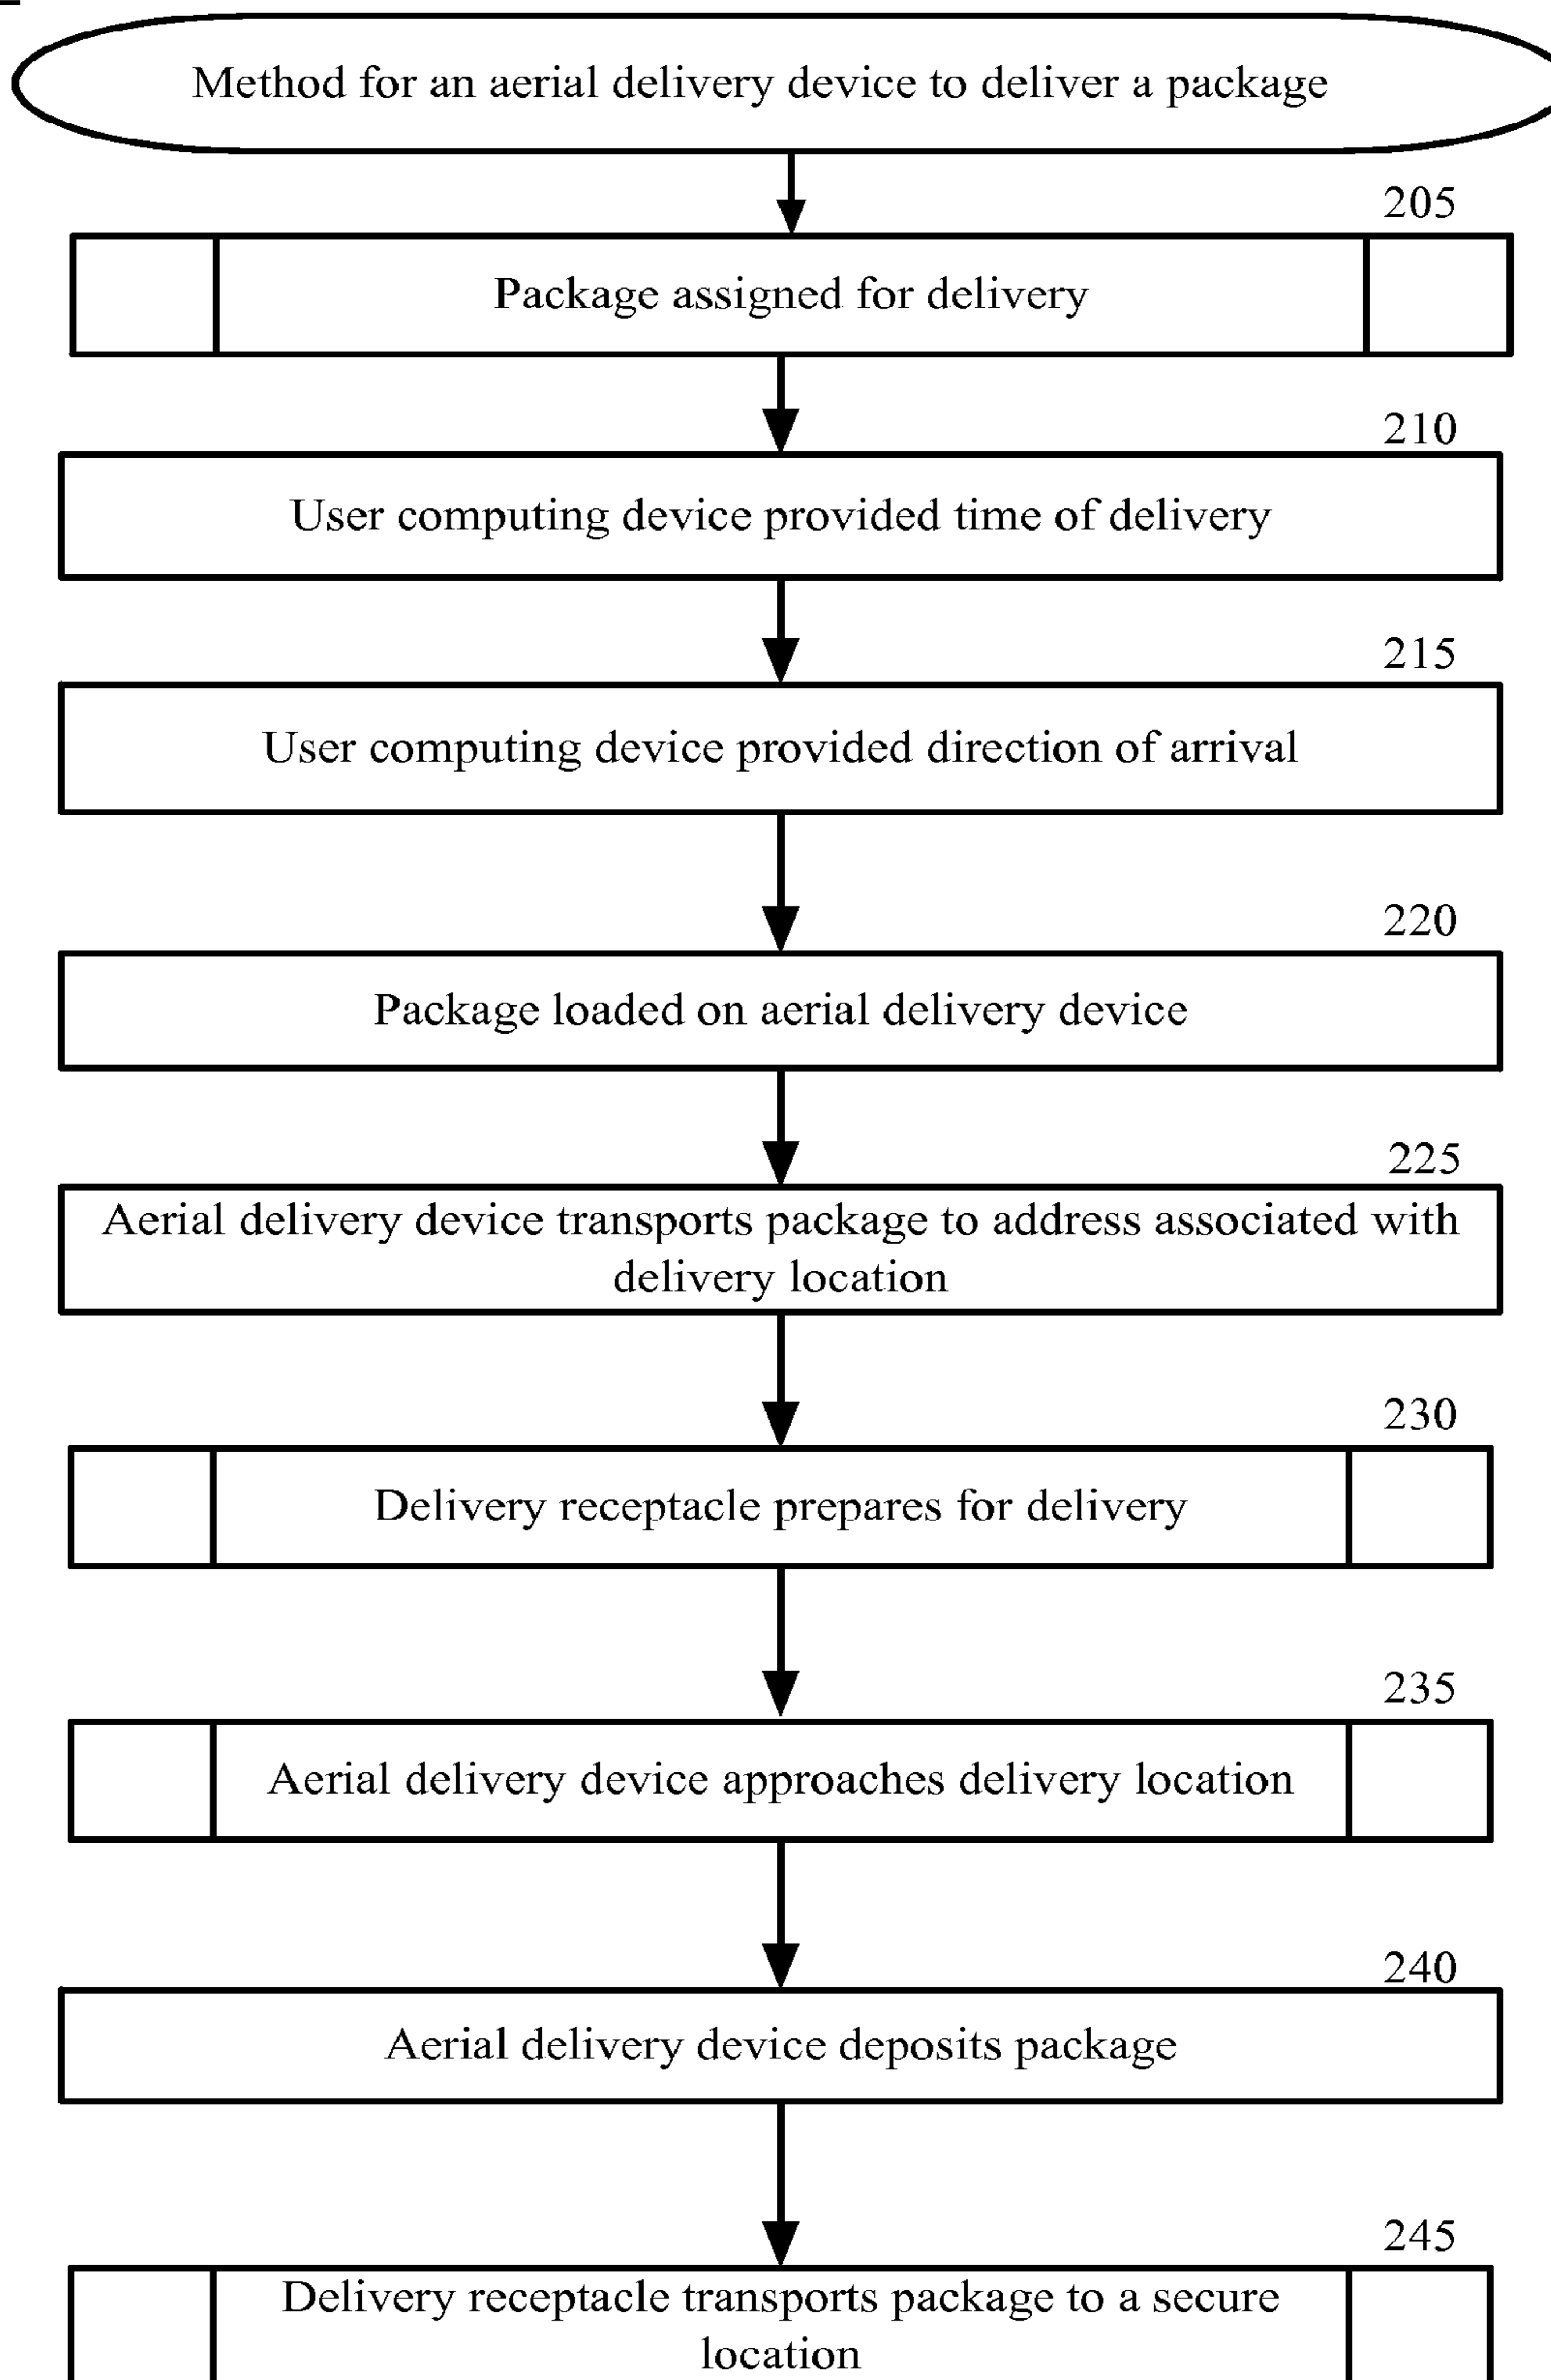 Method for an aerial delivery device to deliver a package
205
Package assigned for delivery
210
User computing device provided time of delivery
215
User computing device provided direction of arrival
220
Package loaded on aerial delivery device
225
Aerial delivery device transports package to address associated with
delivery location
230
Delivery receptacle prepares for delivery
235
Aerial delivery device approaches delivery location
240
Aerial delivery device deposits package
245
Delivery receptacle transports package to a secure
location